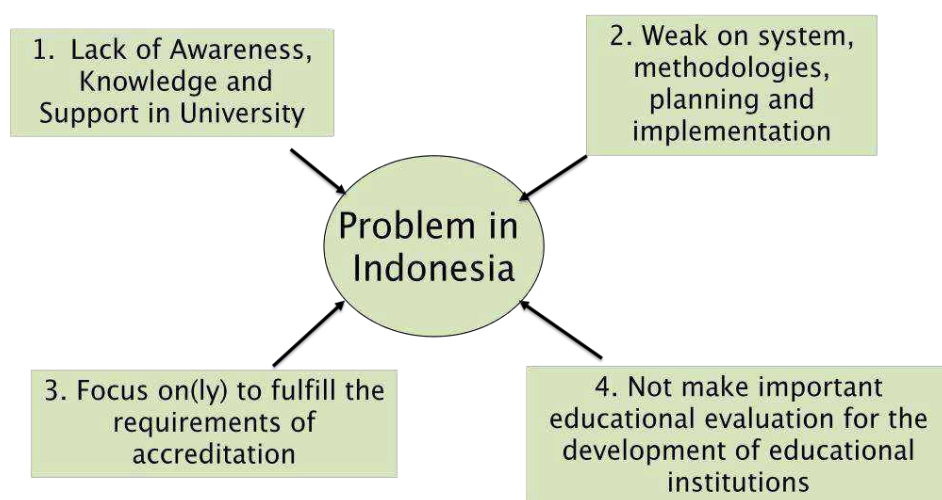 1. Lack of Awareness,
Knowledge and
Support in University
2. Weak on system,
methodologies,
planning and
implementation
Problem in
Indonesia
3. Focus on(ly) to fulfill the
requirements of
accreditation
4. Not make important
educational evaluation for the
development of educational
institutions